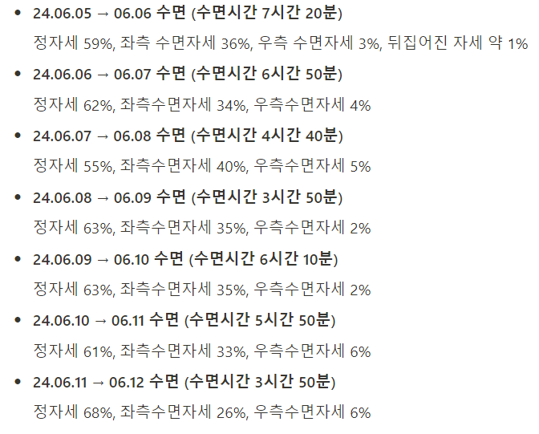 • 24.06.05 → 06.06 수면 (수면시간 7시간 20분)
정자세 59%, 좌측 수면자세 36%, 우측 수면자세 3%, 뒤집어진 자세 약 1%
• 24.06.06 → 06.07 수면 (수면시간 6시간 50분)
정자세 62%, 좌측수면자세 34%, 우측수면자세 4%
• 24.06.07 → 06.08 수면 (수면시간 4시간 40분)
정자세 55%, 좌측수면자세 40%, 우측수면자세 5%
• 24.06.08 → 06.09 수면 (수면시간 3시간 50분)
정자세 63%, 좌측수면자세 35%, 우측수면자세 2%
• 24.06.09 → 06.10 수면 (수면시간 6시간 10분)
정자세 63%, 좌측수면자세 35%, 우측수면자세 2%
• 24.06.10 → 06.11 수면 (수면시간 5시간 50분)
정자세 61%, 좌측수면자세 33%, 우측수면자세 6%
• 24.06.11 → 06.12 수면 (수면시간 3시간 50분)
정자세 68%, 좌측수면자세 26%, 우측수면자세 6%